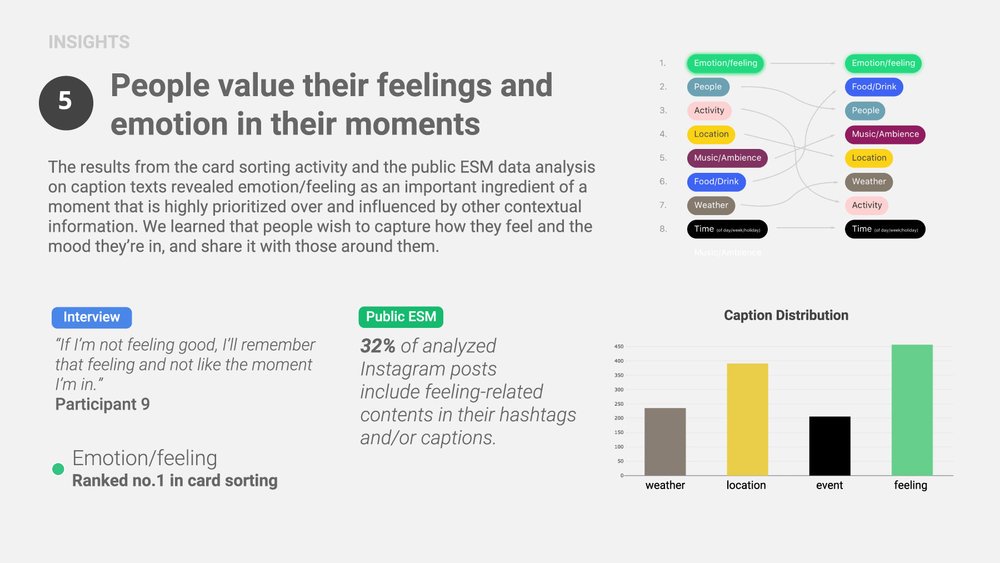 INSIGHTS
5
People value their feelings and
emotion in their moments
The results from the card sorting activity and the public ESM data analysis
on caption texts revealed emotion/feeling as an important ingredient of a
moment that is highly prioritized over and influenced by other contextual
information. We learned that people wish to capture how they feel and the
mood they’re in, and share it with those around them.
1. Emotion/feeling Emotion/feeling
2. People Food/Drink
3. Activity People
4. Location Music/Ambience
5. Music/Ambience Location
6. Food/Drink Weather
7. Weather Activity
8. Time (of day/week/holiday) Time (of day/week/holiday)
Music/Ambience
Interview
“If I’m not feeling good, I’ll remember
that feeling and not like the moment
I’m in.”
Participant 9
Emotion/feeling
Ranked no.1 in card sorting
Public ESM
32% of analyzed
Instagram posts
include feeling-related
contents in their hashtags
and/or captions.
Caption Distribution
450
400
350
300
250
200
150
100
50
0
weather location event feeling